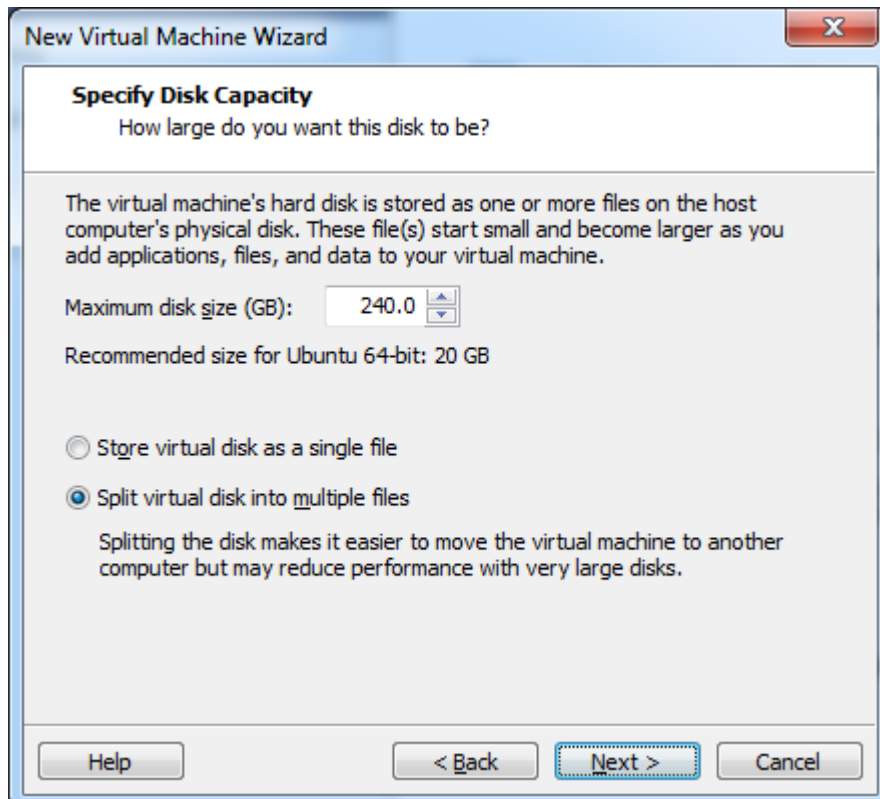 New Virtual Machine Wizard
X
Specify Disk Capacity
How large do you want this disk to be?
The virtual machine's hard disk is stored as one or more files on the host
computer's physical disk. These file(s) start small and become larger as you
add applications, files, and data to your virtual machine.
Maximum disk size (GB): 240.0
Recommended size for Ubuntu 64-bit: 20 GB
Store virtual disk as a single file
Split virtual disk into multiple files
Splitting the disk makes it easier to move the virtual machine to another
computer but may reduce performance with very large disks.
Help < Back Next > Cancel